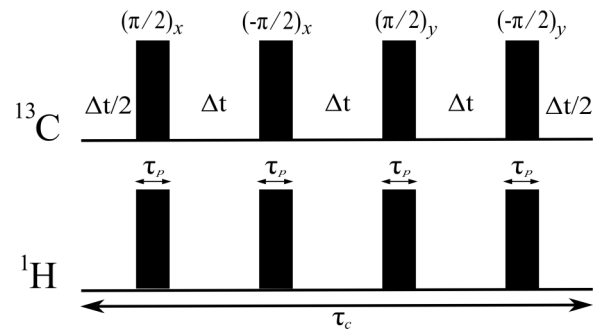 (π/2)x (-π/2)x (π/2)y (-π/2)y
13C Δt/2 Δt Δt Δt Δt/2
τp τp τp τp
1H
τc